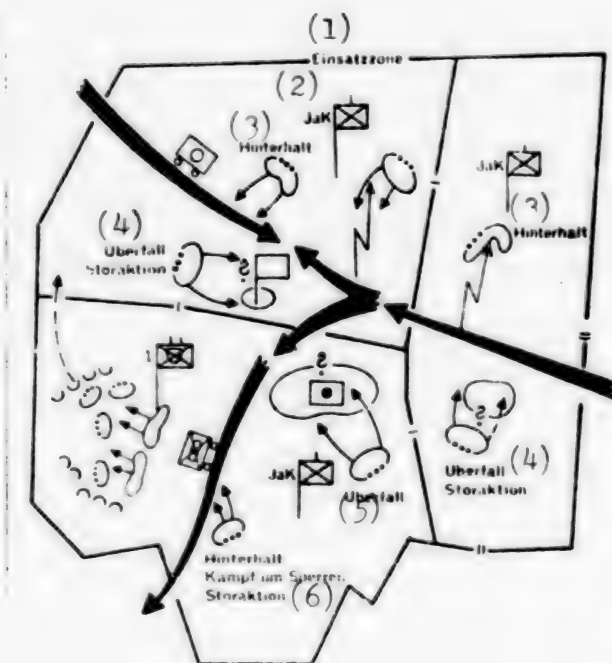 (1)
Einsatzzone
(2)
JaK
(3)
Hinterhalt
JaK
(3)
Hinterhalt
(4)
Uberfall
Storaktion
?
1
?
?
JaK
Uberfall
(5)
Uberfall (4)
Storaktion
Hinterhalt
Kampf um Sperren
Storaktion (6)